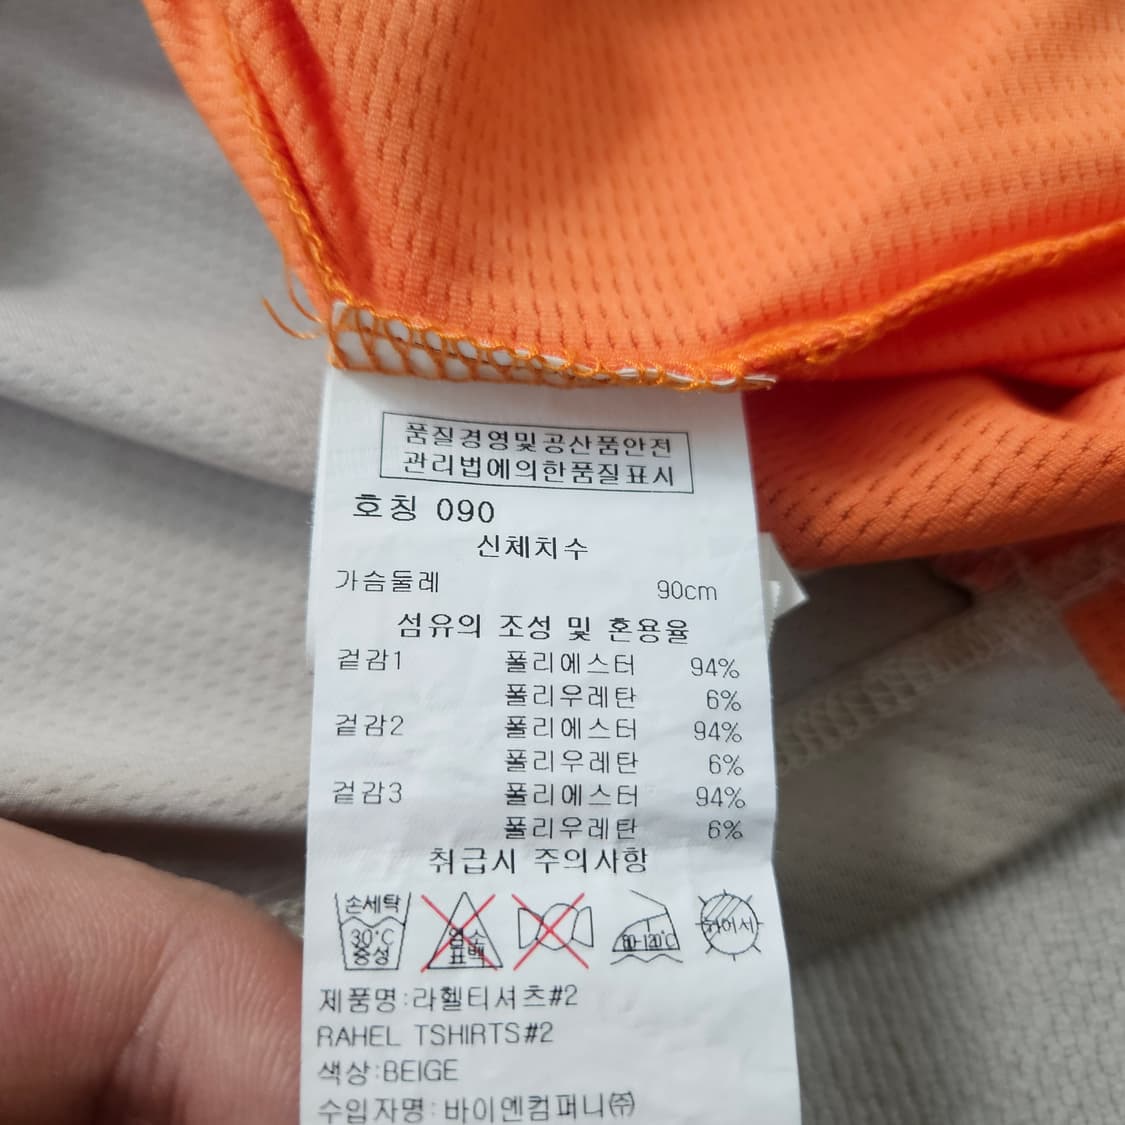 품질경영및공산품안전
관리법에의한품질표시
호칭 090
신체치수
가슴둘레 90cm
섬유의 조성 및 혼용율
겉감1 폴리에스터 94%
폴리우레탄 6%
겉감2 폴리에스터 94%
폴리우레탄 6%
겉감3 폴리에스터 94%
폴리우레탄 6%
취급시 주의사항
손세탁
30°C
중성
염소
표백
80-120°C
뉘어서
제품명:라헬티셔츠#2
RAHEL TSHIRTS#2
색상:BEIGE
수입자명:바이엔컴퍼니㈜